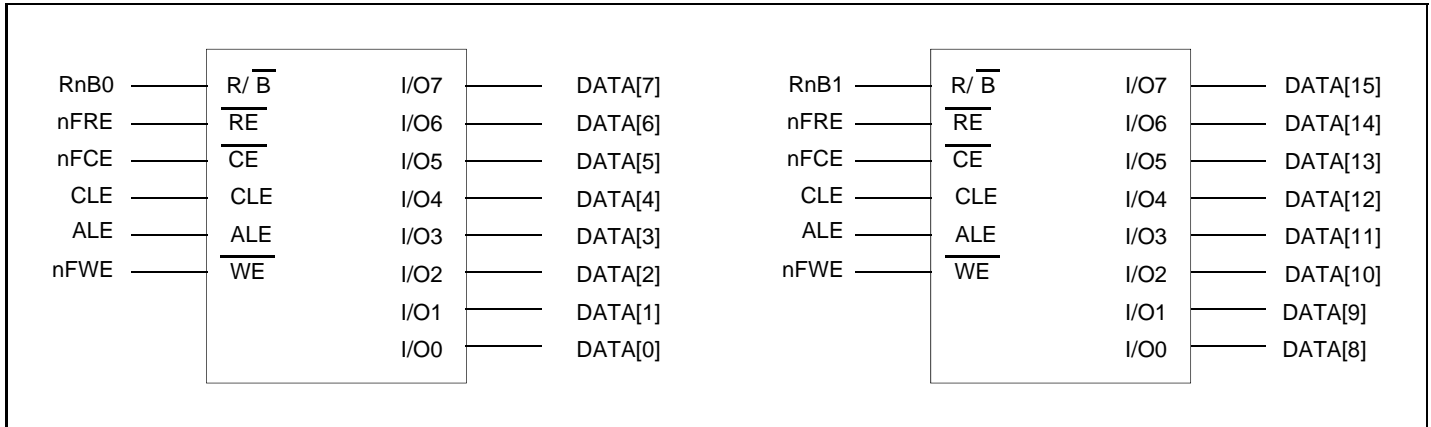 RnB0 R/ B I/O7 DATA[7]
nFRE RE I/O6 DATA[6]
nFCE CE I/O5 DATA[5]
CLE CLE I/O4 DATA[4]
ALE ALE I/O3 DATA[3]
nFWE WE I/O2 DATA[2]
I/O1 DATA[1]
I/O0 DATA[0]
RnB1 R/ B I/O7 DATA[15]
nFRE RE I/O6 DATA[14]
nFCE CE I/O5 DATA[13]
CLE CLE I/O4 DATA[12]
ALE ALE I/O3 DATA[11]
nFWE WE I/O2 DATA[10]
I/O1 DATA[9]
I/O0 DATA[8]